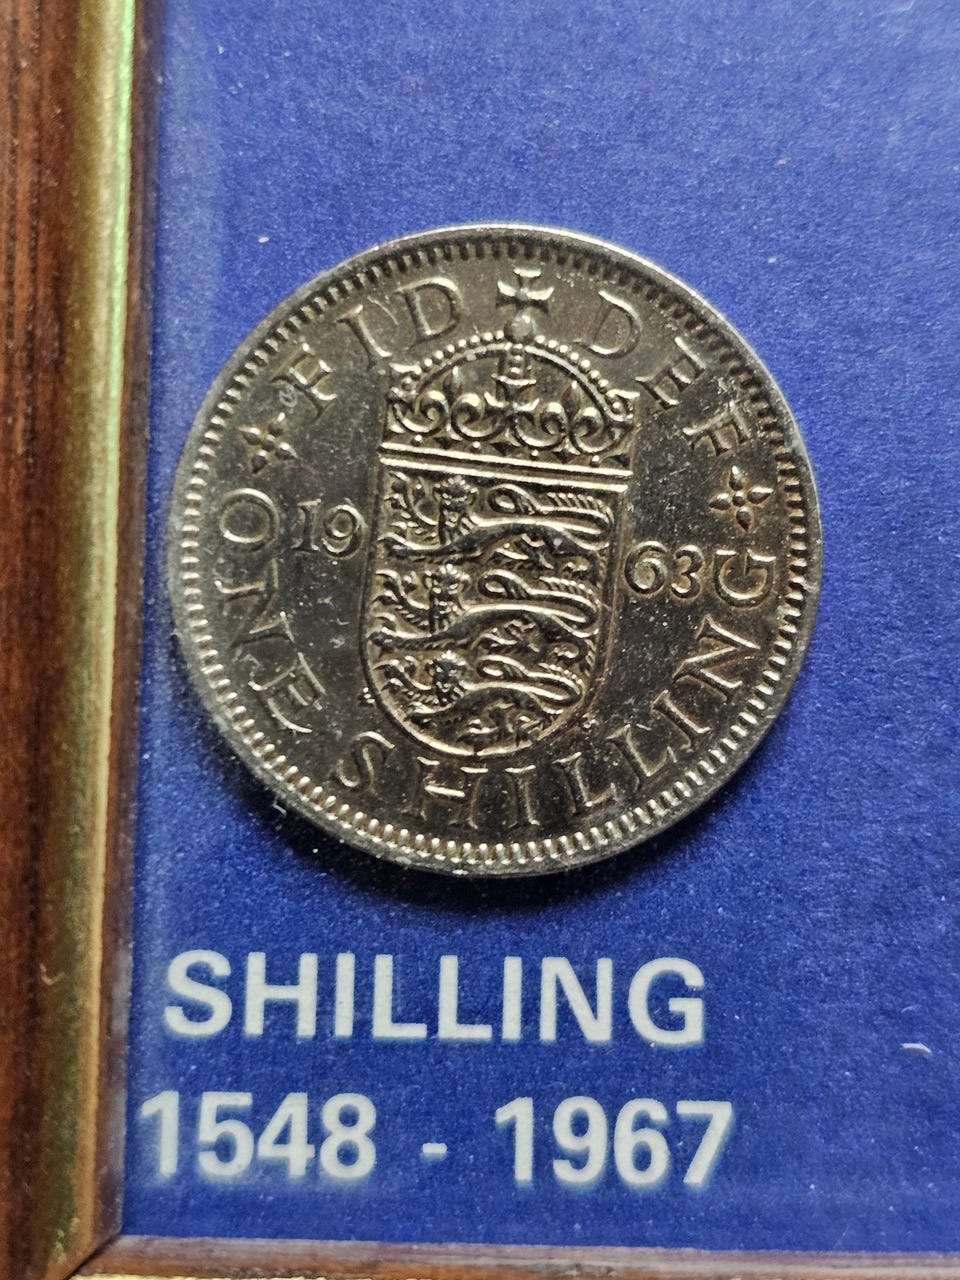 FID DEF
19 63
ONE SHILLING
SHILLING
1548 - 1967